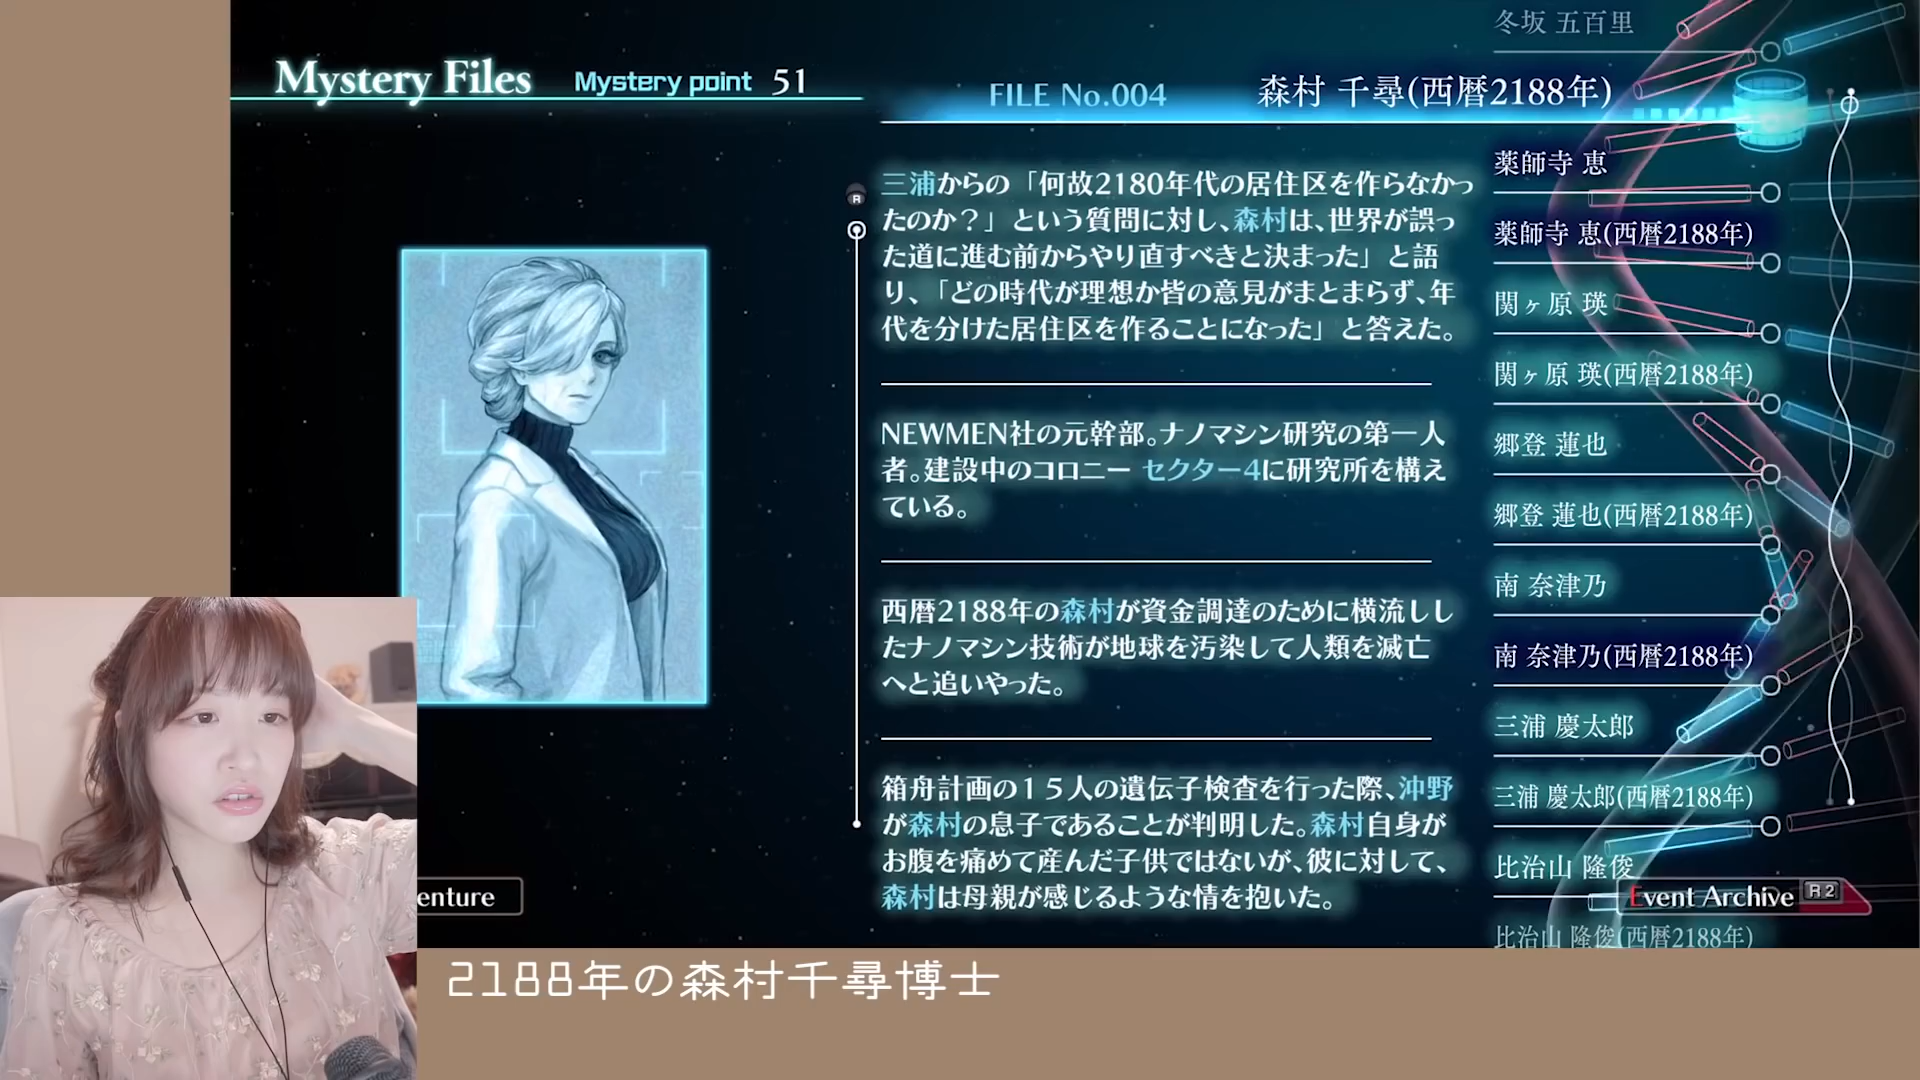 Mystery Files
Mystery point 51
FILE No.004
森村 千尋(西暦2188年)
三浦からの「何故2180年代の居住区を作らなかっ
たのか？」という質問に対し、森村は、世界が誤っ
た道に進む前からやり直すべきと決まった」と語
り、「どの時代が理想か皆の意見がまとまらず、年
代を分けた居住区を作ることになった」と答えた。
NEWMEN社の元幹部。ナノマシン研究の第一人
者。建設中のコロニー セクター4に研究所を構え
ている。
西暦2188年の森村が資金調達のために横流しし
たナノマシン技術が地球を汚染して人類を滅亡
へと追いやった。
箱舟計画の１５人の遺伝子検査を行った際、沖野
が森村の息子であることが判明した。森村自身が
お腹を痛めて産んだ子供ではないが、彼に対して、
森村は母親が感じるような情を抱いた。
冬坂 五百里
薬師寺 恵
薬師寺 恵(西暦2188年)
関ヶ原 瑛
関ヶ原 瑛(西暦2188年)
郷登 蓮也
郷登 蓮也(西暦2188年)
南 奈津乃
南 奈津乃(西暦2188年)
三浦 慶太郎
三浦 慶太郎(西暦2188年)
比治山 隆俊
比治山 隆俊(西暦2188年)
R
enture
Event Archive R2
2188年の森村千尋博士